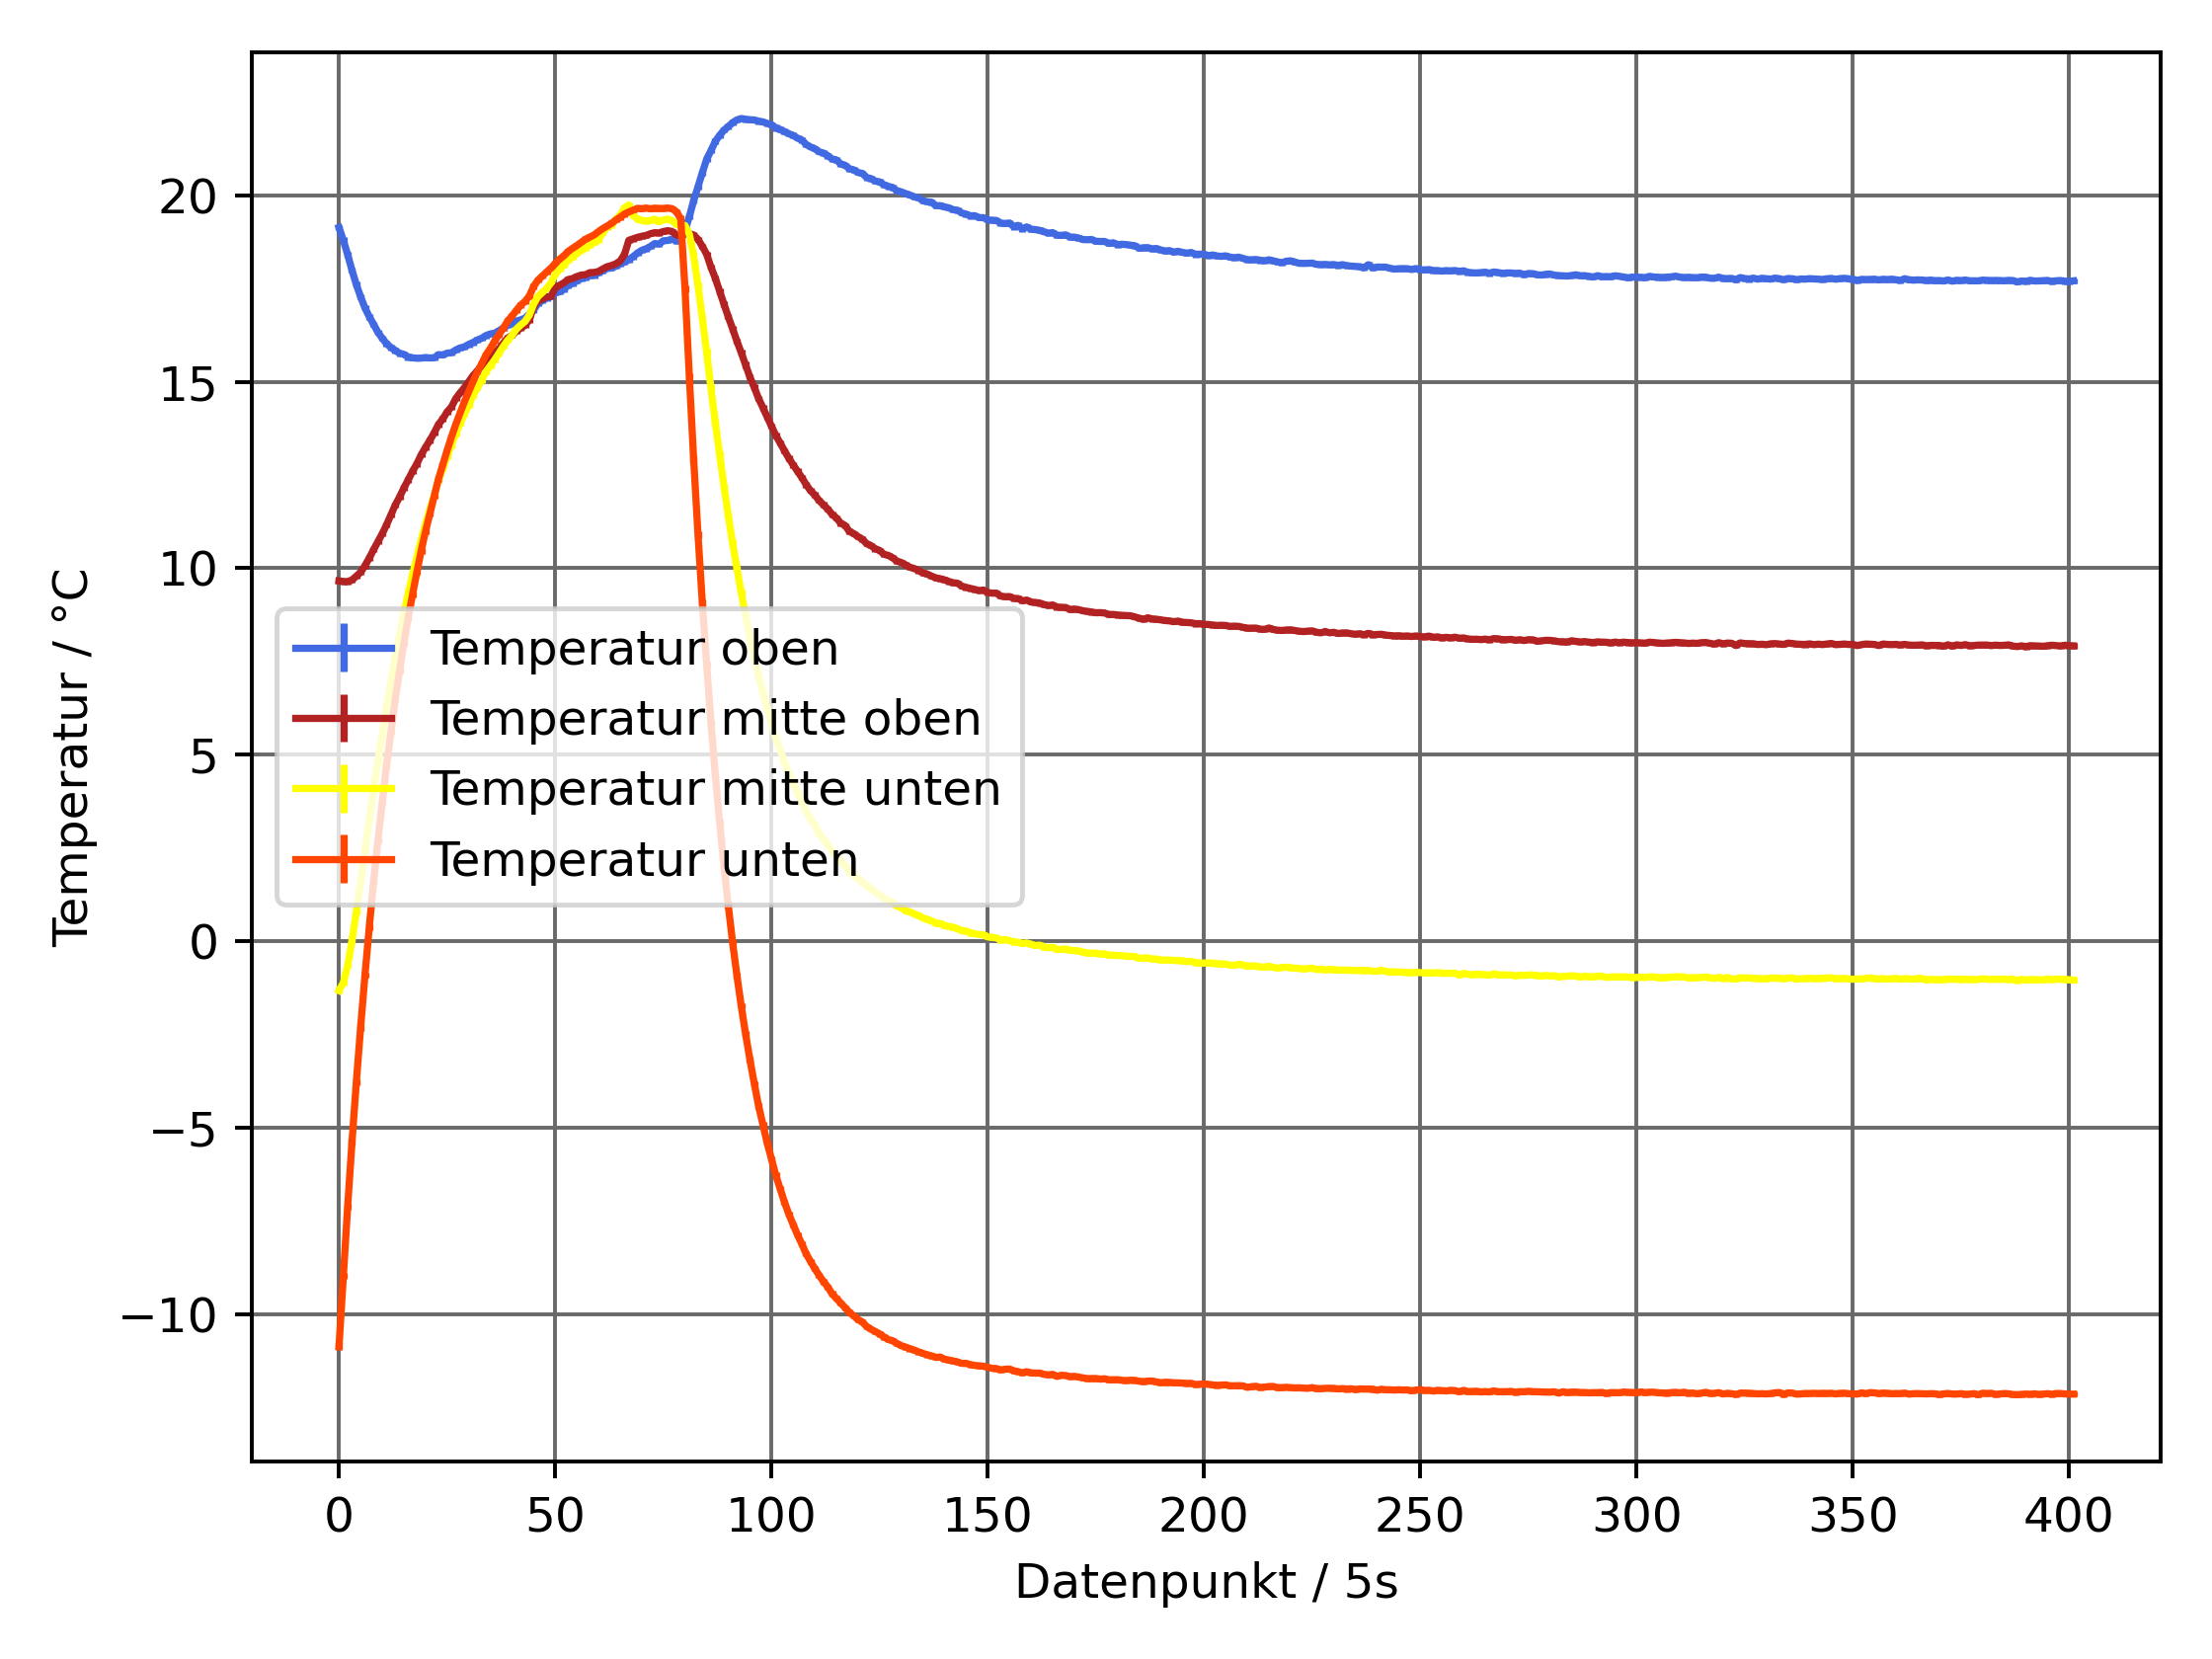 20
15
10
5
0
−5
−10
Temperatur / °C
Temperatur oben
Temperatur mitte oben
Temperatur mitte unten
Temperatur unten
0 50 100 150 200 250 300 350 400
Datenpunkt / 5s